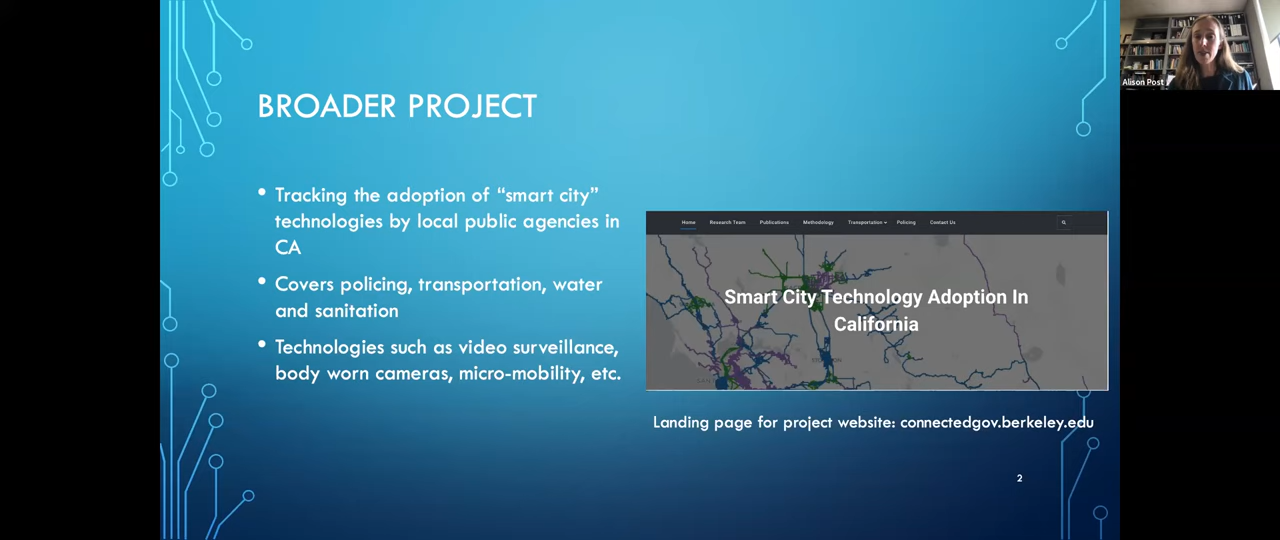 BROADER PROJECT
• Tracking the adoption of “smart city”
technologies by local public agencies in
CA
• Covers policing, transportation, water
and sanitation
• Technologies such as video surveillance,
body worn cameras, micro-mobility, etc.
Home Research Team Publications Methodology Transportation Policing Contact Us
Smart City Technology Adoption In
California
Landing page for project website: connectedgov.berkeley.edu
2
Alison Post